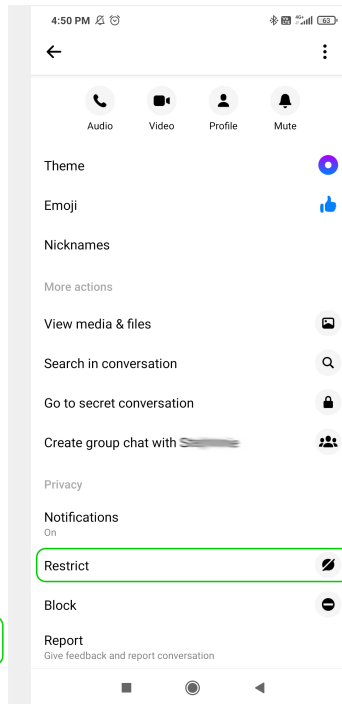 4:50 PM 4G+ 63
Audio Video Profile Mute
Theme
Emoji
Nicknames
More actions
View media & files
Search in conversation
Go to secret conversation
Create group chat with
Privacy
Notifications
On
Restrict
Block
Report
Give feedback and report conversation